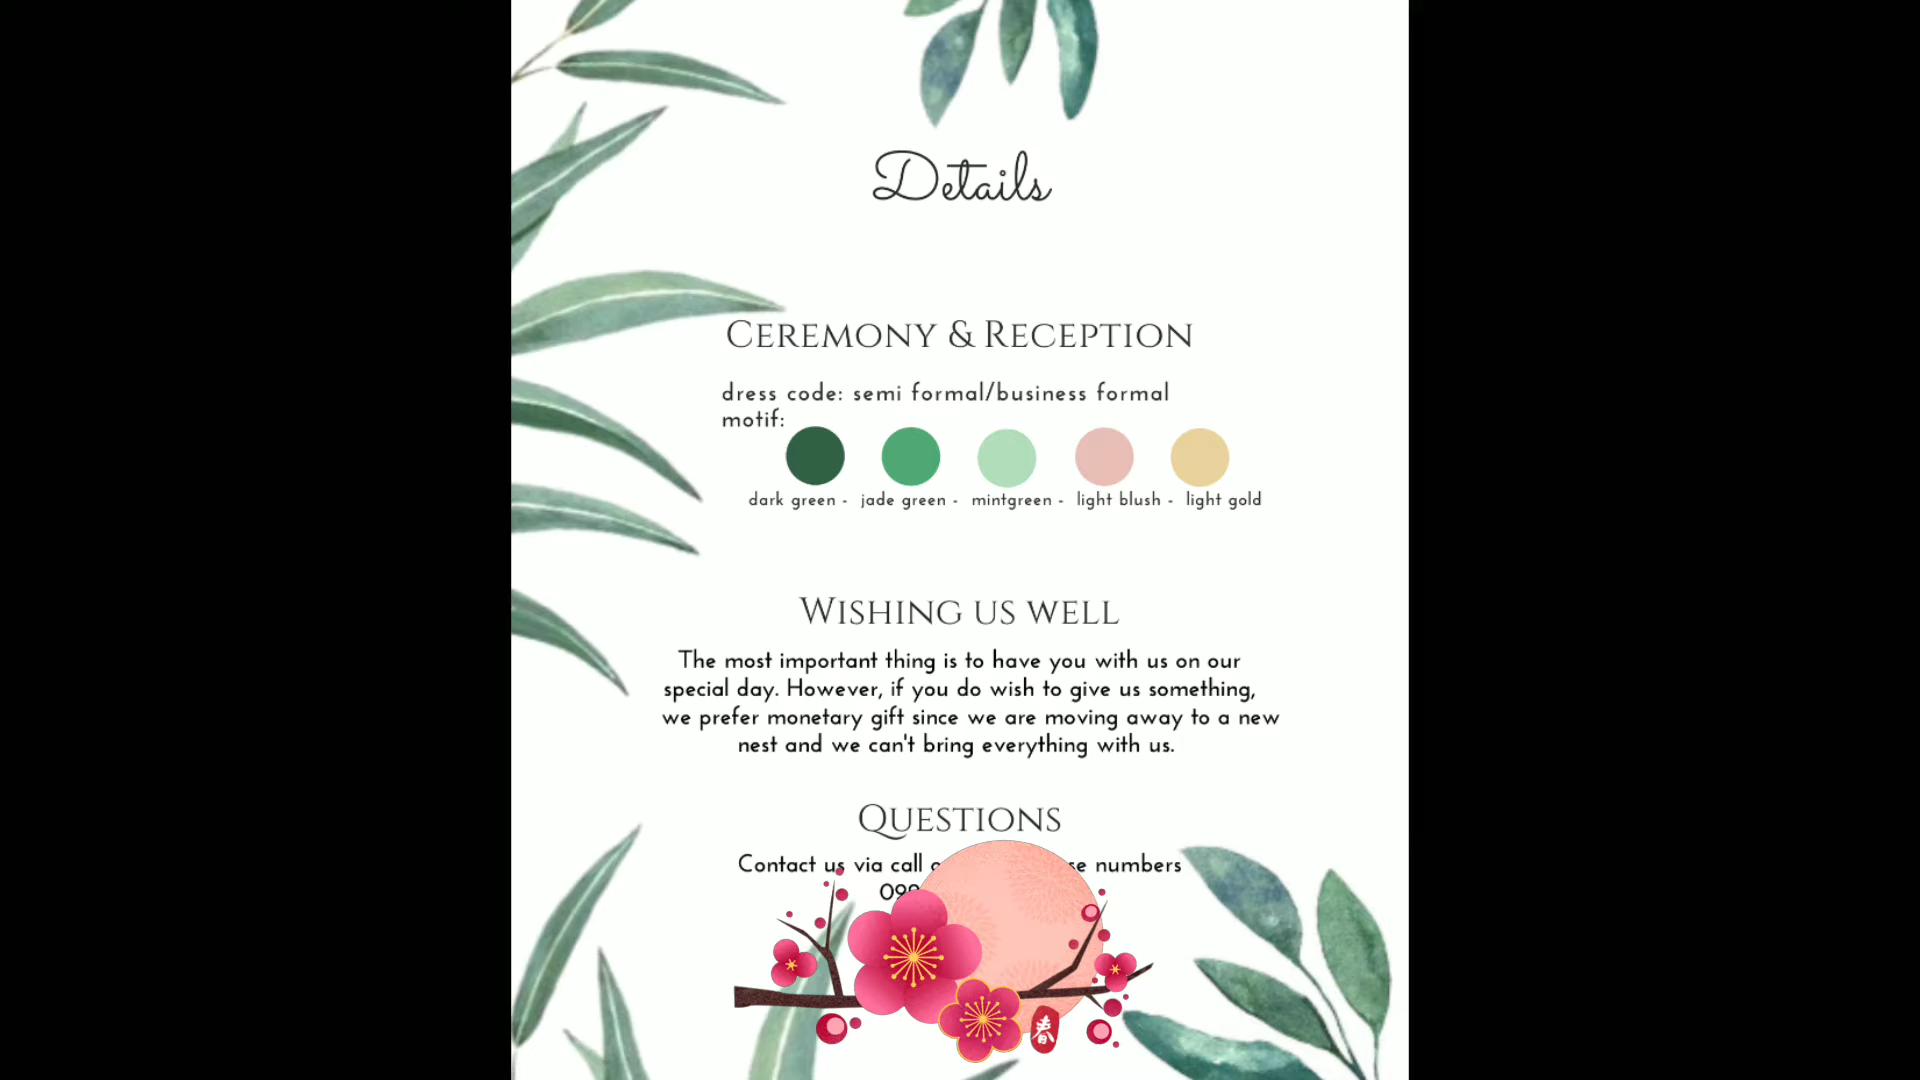 Details
CEREMONY & RECEPTION
dress code: semi formal/business formal
motif:
dark green - jade green - mintgreen - light blush - light gold
WISHING US WELL
The most important thing is to have you with us on our
special day. However, if you do wish to give us something,
we prefer monetary gift since we are moving away to a new
nest and we can't bring everything with us.
QUESTIONS
Contact us via call numbers
春